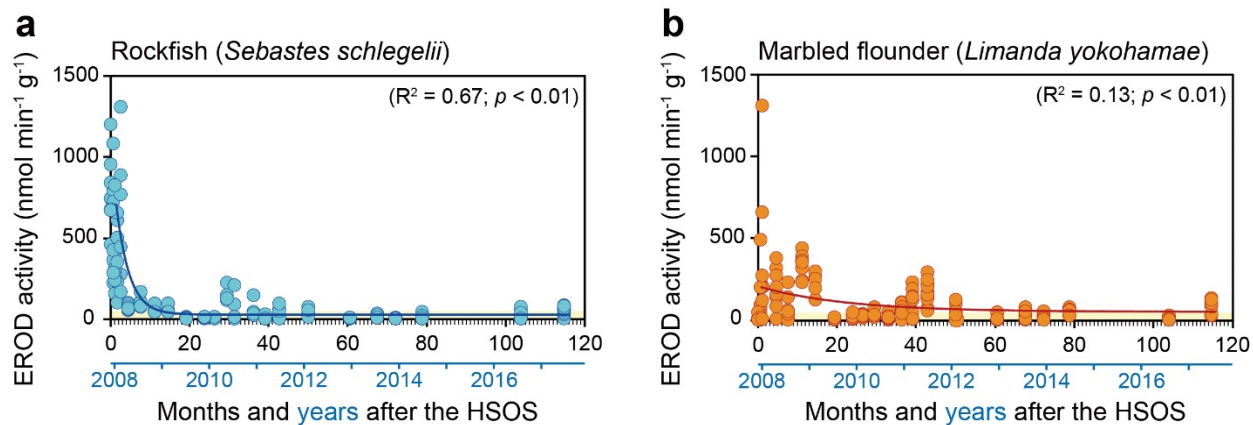 a
Rockfish (Sebastes schlegelii)
1500
1000
500
0
EROD activity (nmol min⁻¹ g⁻¹)
(R² = 0.67; p < 0.01)
0 20 40 60 80 100 120
2008 2010 2012 2014 2016
Months and years after the HSOS
b
Marbled flounder (Limanda yokohamae)
1500
1000
500
0
EROD activity (nmol min⁻¹ g⁻¹)
(R² = 0.13; p < 0.01)
0 20 40 60 80 100 120
2008 2010 2012 2014 2016
Months and years after the HSOS